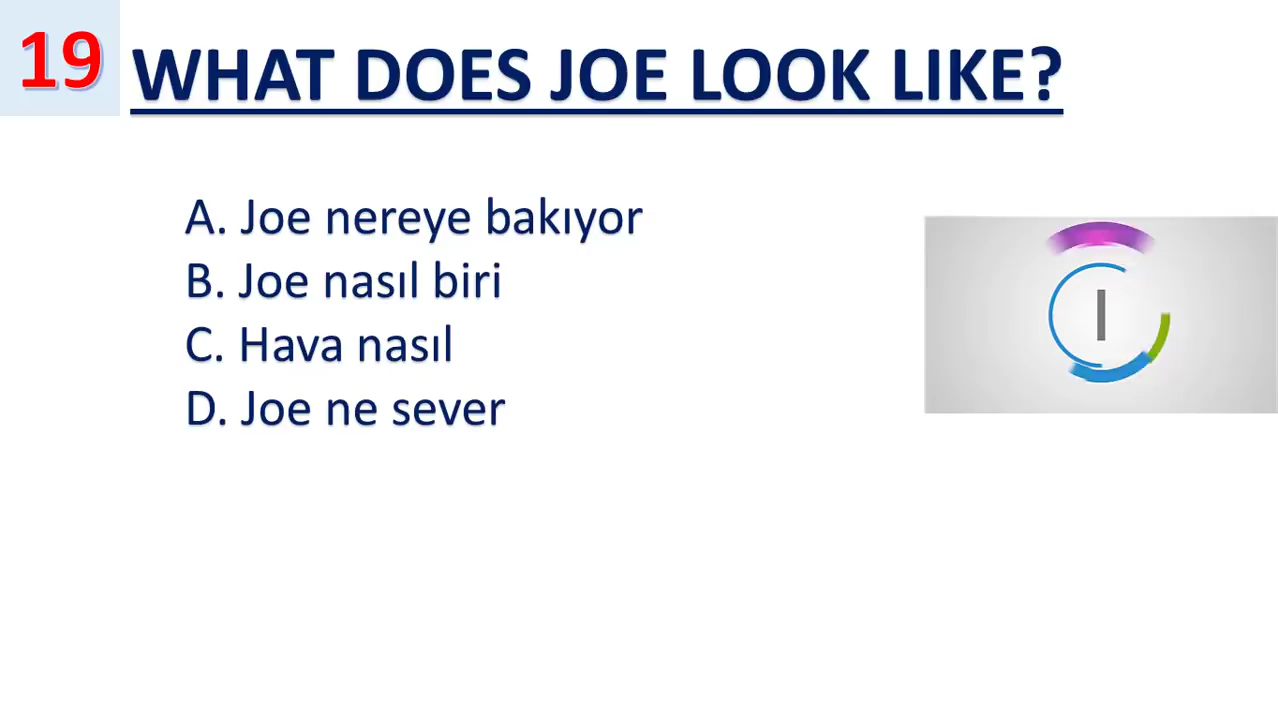 19
WHAT DOES JOE LOOK LIKE?
A. Joe nereye bakıyor
B. Joe nasıl biri
C. Hava nasıl
D. Joe ne sever